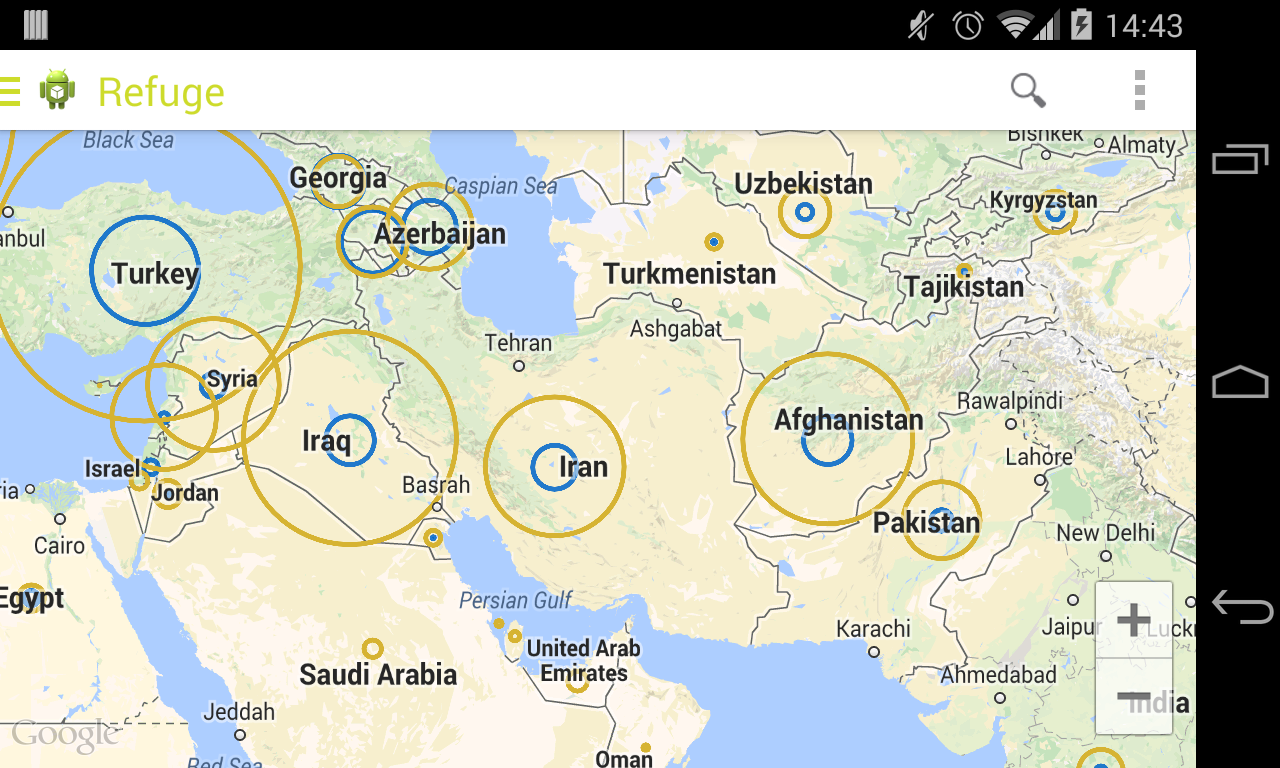 14:43
Refuge
Black Sea
Bishkek
Almaty
Georgia
Caspian Sea
Uzbekistan
Kyrgyzstan
anbul
Azerbaijan
Turkey
Turkmenistan
Tajikistan
Ashgabat
Tehran
Syria
Rawalpindi
Afghanistan
Iraq
Iran
Lahore
Israel
Jordan
Basrah
ria
Pakistan
New Delhi
Cairo
Egypt
Persian Gulf
Karachi
Jaipur
Luckn
United Arab
Emirates
Saudi Arabia
Ahmedabad
India
Jeddah
Google
Oman
Red Sea